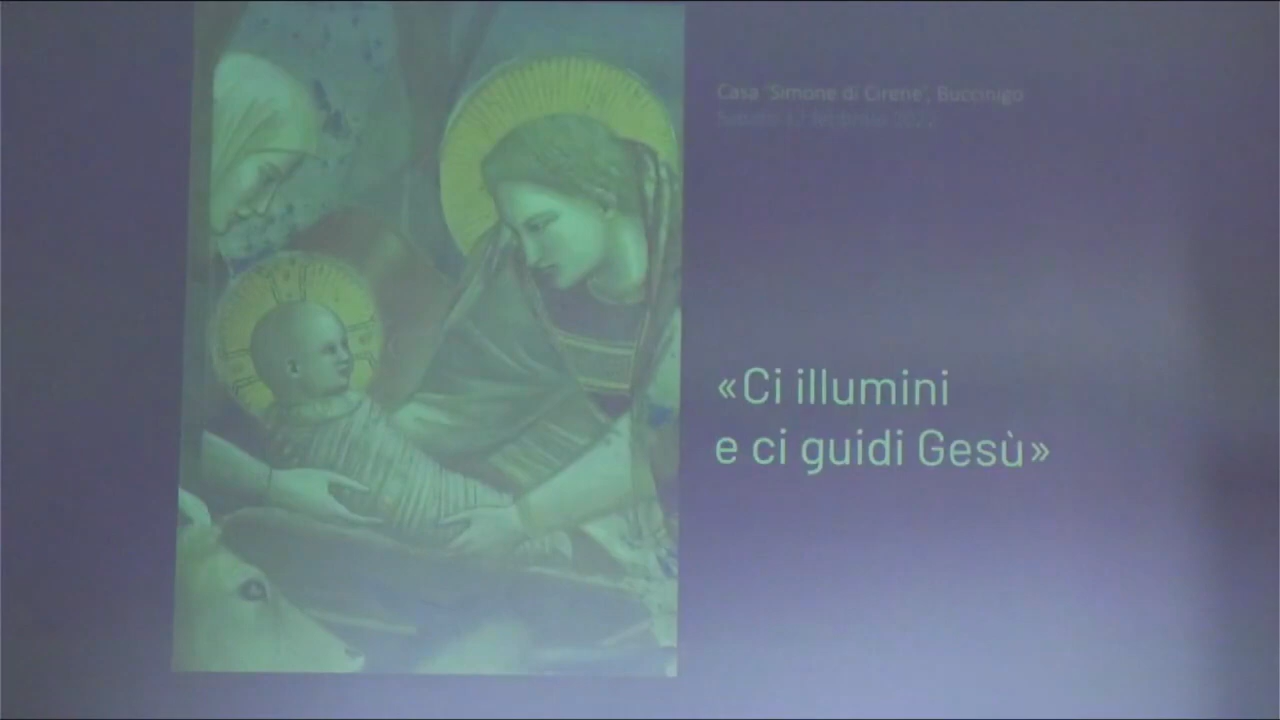 Casa 'Simone di Cirene', Buccinigo
«Ci illumini
e ci guidi Gesù»